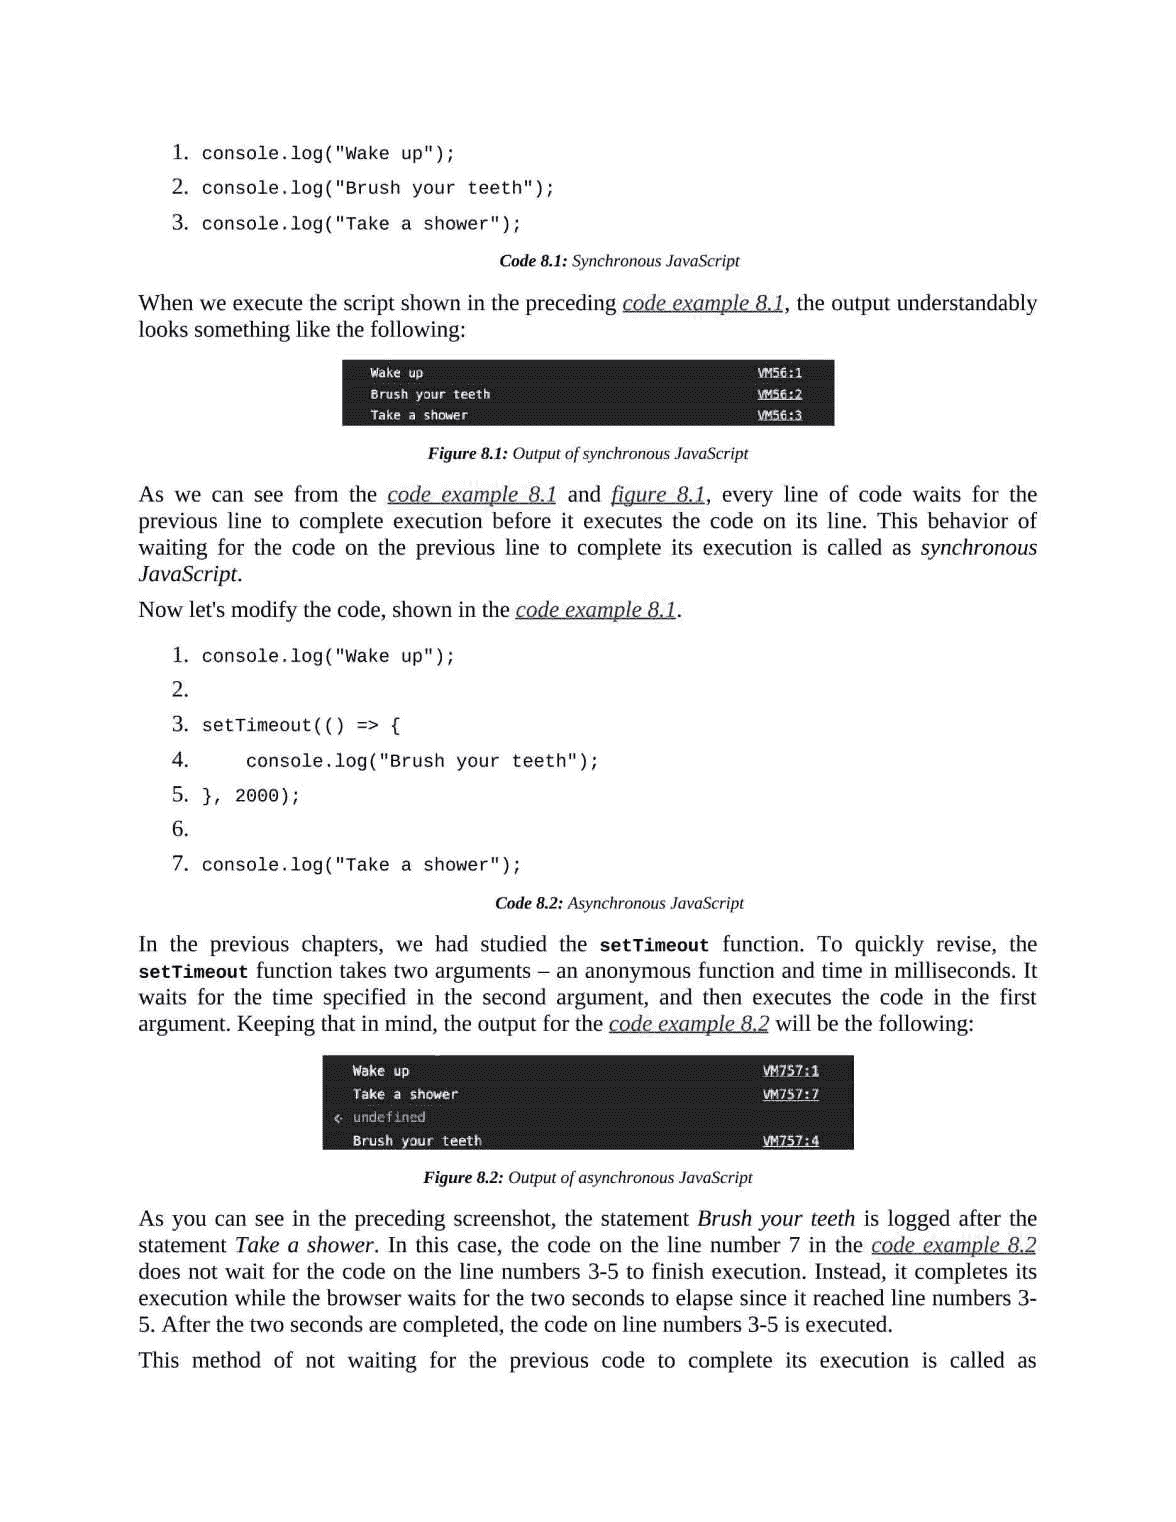 1. console.log("Wake up");
2. console.log("Brush your teeth");
3. console.log("Take a shower");
Code 8.1: Synchronous JavaScript
When we execute the script shown in the preceding code example 8.1, the output understandably
looks something like the following:
Wake up VM56:1
Brush your teeth VM56:2
Take a shower VM56:3
Figure 8.1: Output of synchronous JavaScript
As we can see from the code example 8.1 and figure 8.1, every line of code waits for the
previous line to complete execution before it executes the code on its line. This behavior of
waiting for the code on the previous line to complete its execution is called as synchronous
JavaScript.
Now let's modify the code, shown in the code example 8.1.
1. console.log("Wake up");
2.
3. setTimeout(() => {
4.     console.log("Brush your teeth");
5. }, 2000);
6.
7. console.log("Take a shower");
Code 8.2: Asynchronous JavaScript
In the previous chapters, we had studied the setTimeout function. To quickly revise, the
setTimeout function takes two arguments – an anonymous function and time in milliseconds. It
waits for the time specified in the second argument, and then executes the code in the first
argument. Keeping that in mind, the output for the code example 8.2 will be the following:
Wake up VM757:1
Take a shower VM757:7
undefined
Brush your teeth VM757:4
Figure 8.2: Output of asynchronous JavaScript
As you can see in the preceding screenshot, the statement Brush your teeth is logged after the
statement Take a shower. In this case, the code on the line number 7 in the code example 8.2
does not wait for the code on the line numbers 3-5 to finish execution. Instead, it completes its
execution while the browser waits for the two seconds to elapse since it reached line numbers 3-
5. After the two seconds are completed, the code on line numbers 3-5 is executed.
This method of not waiting for the previous code to complete its execution is called as